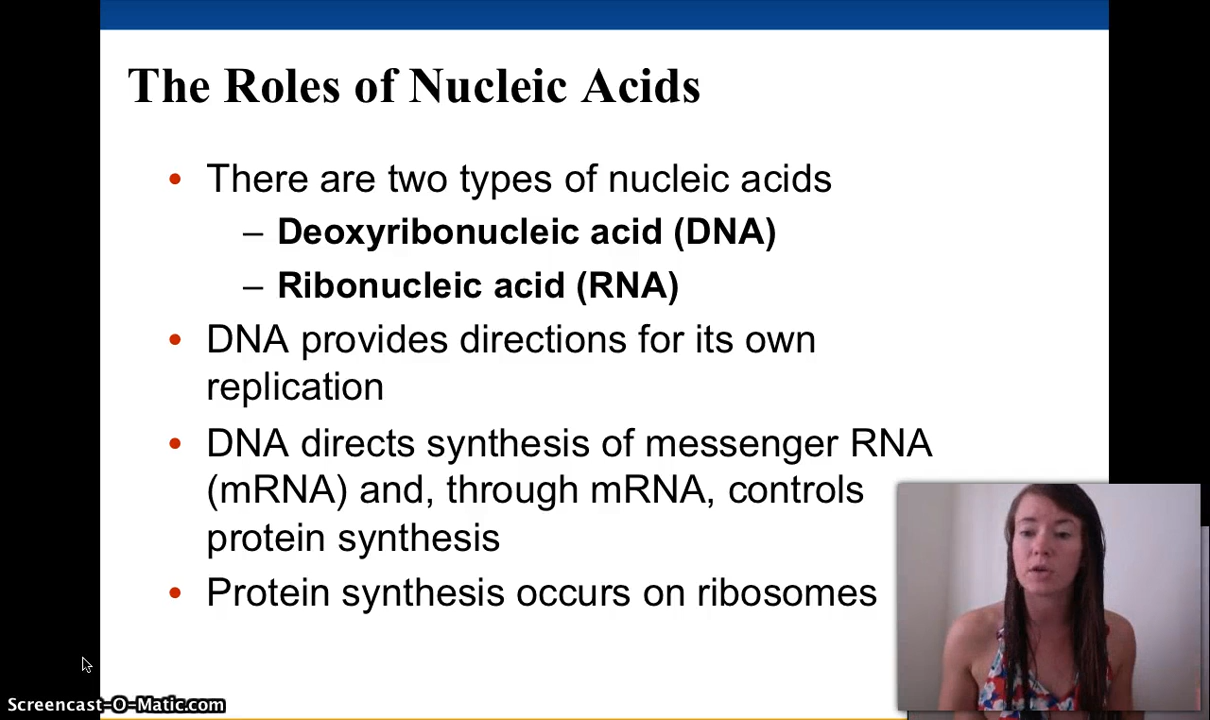 The Roles of Nucleic Acids
• There are two types of nucleic acids
– Deoxyribonucleic acid (DNA)
– Ribonucleic acid (RNA)
• DNA provides directions for its own
replication
• DNA directs synthesis of messenger RNA
(mRNA) and, through mRNA, controls
protein synthesis
• Protein synthesis occurs on ribosomes
Screencast-O-Matic.com